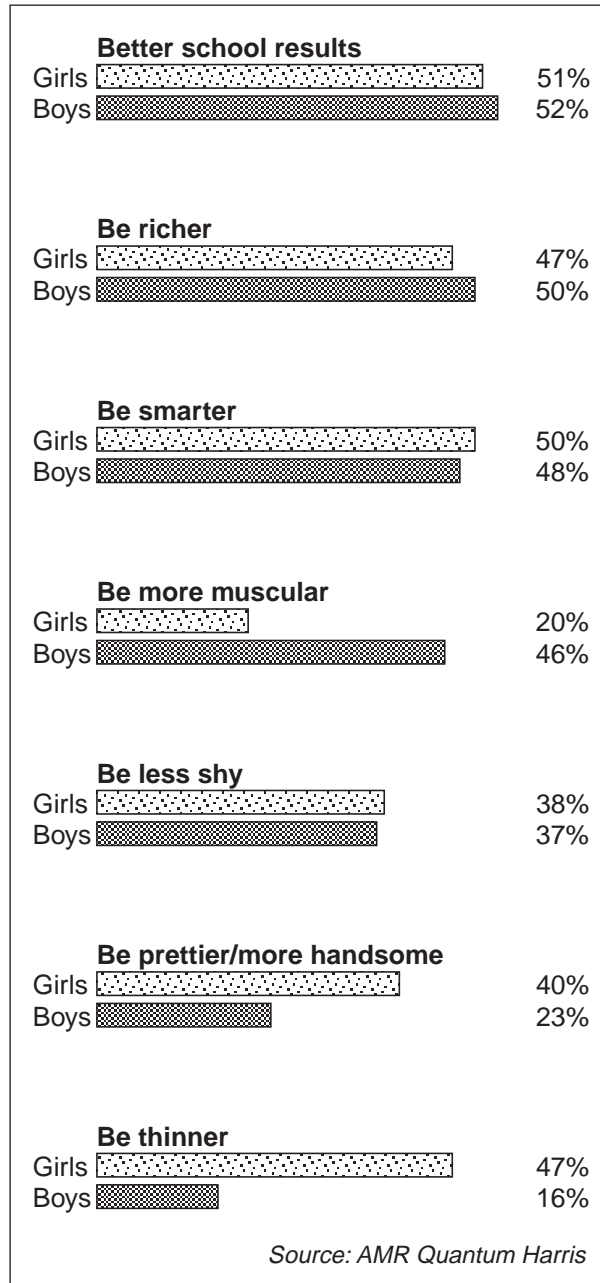 Better school results
Girls 51%
Boys 52%
Be richer
Girls 47%
Boys 50%
Be smarter
Girls 50%
Boys 48%
Be more muscular
Girls 20%
Boys 46%
Be less shy
Girls 38%
Boys 37%
Be prettier/more handsome
Girls 40%
Boys 23%
Be thinner
Girls 47%
Boys 16%
Source: AMR Quantum Harris